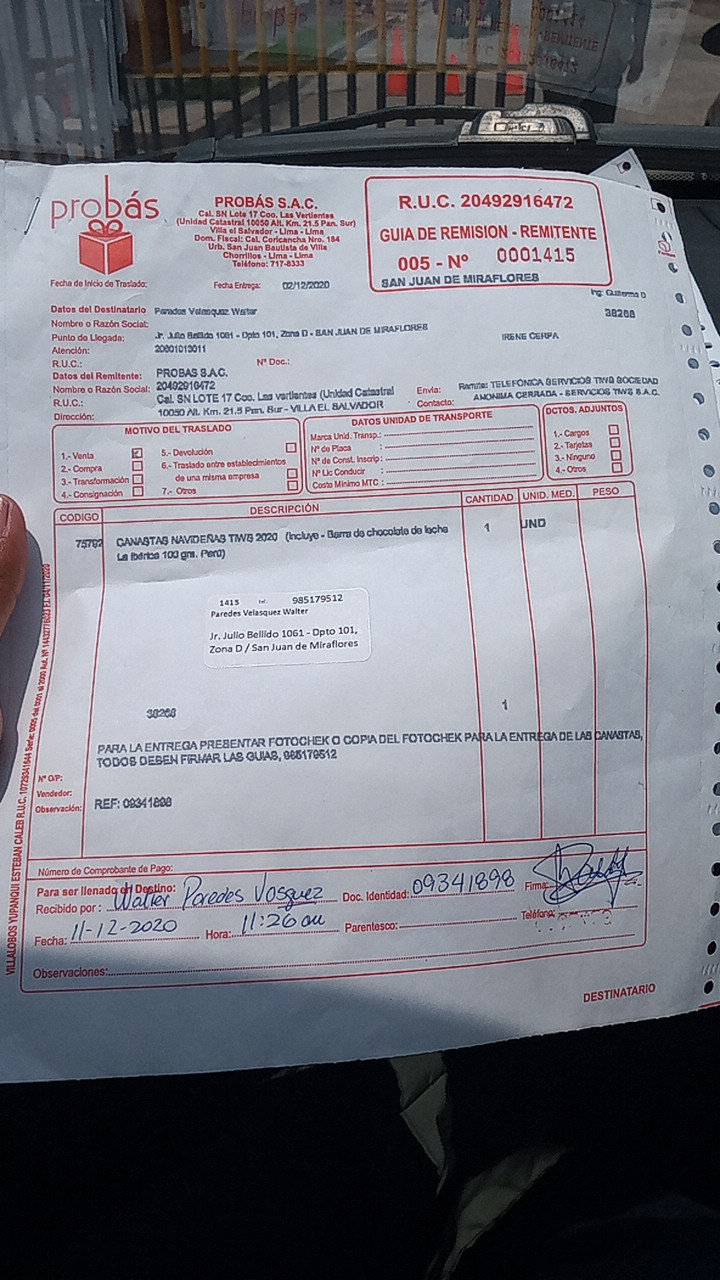 probás
PROBÁS S.A.C.
Cal. SN Lote 17 Coo. Las Vertientes
(Unidad Catastral 10050 Alt. Km. 21.5 Pan. Sur)
Villa el Salvador - Lima - Lima
Dom. Fiscal: Cal. Coricancha Nro. 184
Urb. San Juan Bautista de Villa
Chorrillos - Lima - Lima
Teléfono: 717-8333
R.U.C. 20492916472
GUIA DE REMISION - REMITENTE
005 - Nº 0001415
SAN JUAN DE MIRAFLORES
Fecha de Inicio de Traslado: Fecha Entrega: 02/12/2020
Ing: Guillermo D
38268
Datos del Destinatario Paredes Velasquez Walter
Nombre o Razón Social:
Punto de Llegada: Jr. Julio Bellido 1061 - Dpto 101, Zona D - SAN JUAN DE MIRAFLORES
Atención: IRENE CERPA
R.U.C.: Nº Doc.:
Datos del Remitente: PROBAS S.A.C.
Nombre o Razón Social: 20492916472
R.U.C.: Cal. SN LOTE 17 Coo. Las vertientes (Unidad Catastral
Dirección: 10050 Alt. Km. 21.5 Pan. Sur - VILLA EL SALVADOR
Envía: Remite: TELEFÓNICA SERVICIOS TIWS SOCIEDAD
Contacto: ANONIMA CERRADA - SERVICIOS TIWS S.A.C.
MOTIVO DEL TRASLADO
1.- Venta
2.- Compra
3.- Transformación
4.- Consignación
5.- Devolución
6.- Traslado entre establecimientos
de una misma empresa
7.- Otros
DATOS UNIDAD DE TRANSPORTE
Marca Unid. Transp.:
Nº de Placa :
Nº de Const. Inscrip:
Nº Lic Conducir :
Costo Mínimo MTC :
DCTOS. ADJUNTOS
1.- Cargos
2.- Tarjetas
3.- Ninguno
4.- Otros
CODIGO DESCRIPCIÓN CANTIDAD UNID. MED. PESO
75792 CANASTAS NAVIDEÑAS TIWS 2020 (Incluye - Barra de chocolate de leche 1 UND
La Ibérica 100 grs. Perú)
1415 tel: 985179512
Paredes Velasquez Walter
Jr. Julio Bellido 1061 - Dpto 101,
Zona D / San Juan de Miraflores
38268 1
PARA LA ENTREGA PRESENTAR FOTOCHEK O COPIA DEL FOTOCHEK PARA LA ENTREGA DE LAS CANASTAS,
TODOS DEBEN FIRMAR LAS GUIAS, 985179512
Nº O/P:
Vendedor:
Observación: REF: 09341898
Número de Comprobante de Pago:
Para ser llenado en Destino:
Recibido por : Walter Paredes Vasquez Doc. Identidad: 09341898 Firma:
Fecha: 11-12-2020 Hora: 11:26 am Parentesco: Teléfono:
Observaciones:
DESTINATARIO